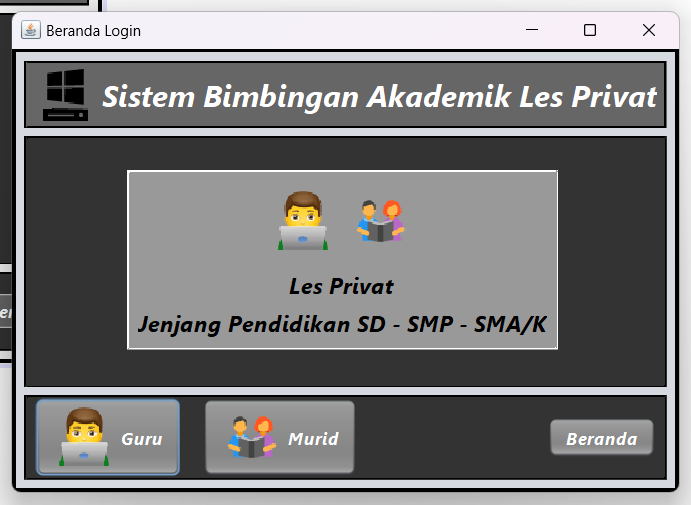 Beranda Login
Sistem Bimbingan Akademik Les Privat
Les Privat
Jenjang Pendidikan SD - SMP - SMA/K
Guru
Murid
Beranda